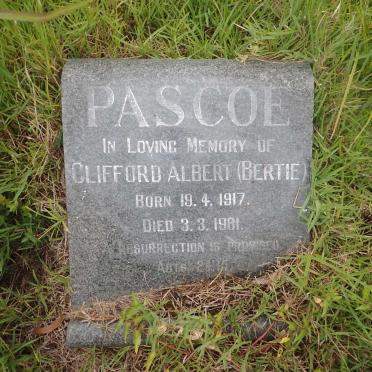 PASCOE
IN LOVING MEMORY OF
CLIFFORD ALBERT (BERTIE)
BORN 19. 4. 1917.
DIED 3. 3. 1981.
RESURRECTION IS PROMISED
ACTS